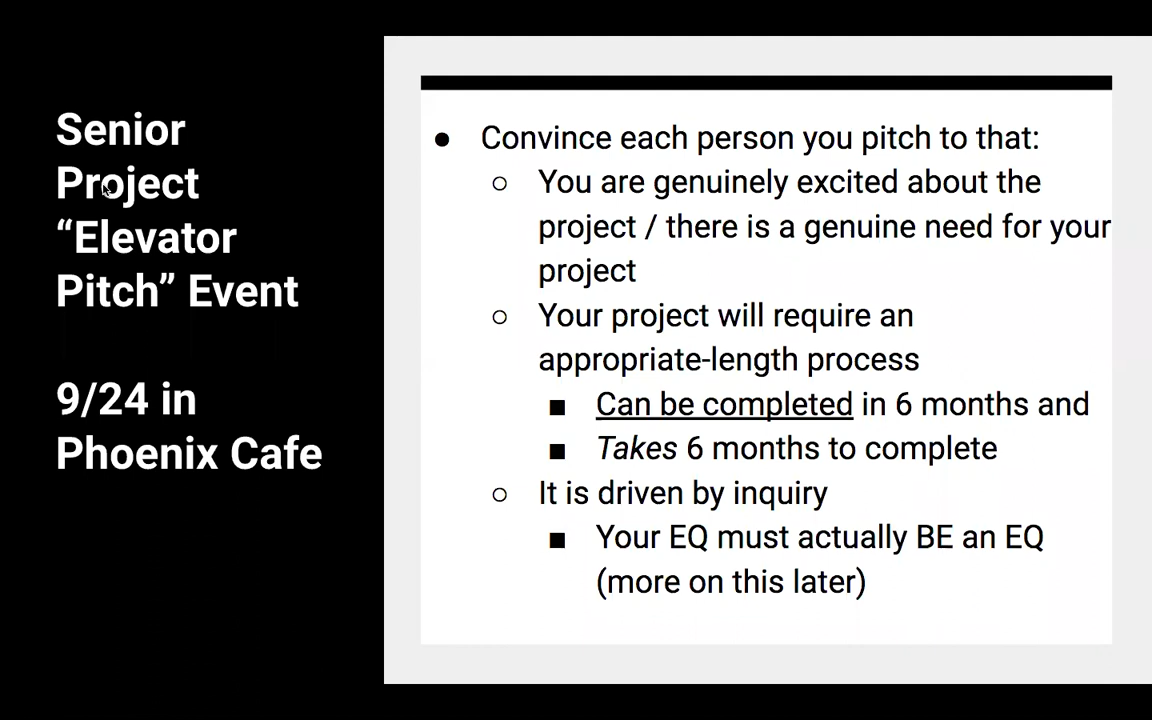 Senior
Project
“Elevator
Pitch” Event
9/24 in
Phoenix Cafe
● Convince each person you pitch to that:
○ You are genuinely excited about the
project / there is a genuine need for your
project
○ Your project will require an
appropriate-length process
■ Can be completed in 6 months and
■ Takes 6 months to complete
○ It is driven by inquiry
■ Your EQ must actually BE an EQ
(more on this later)